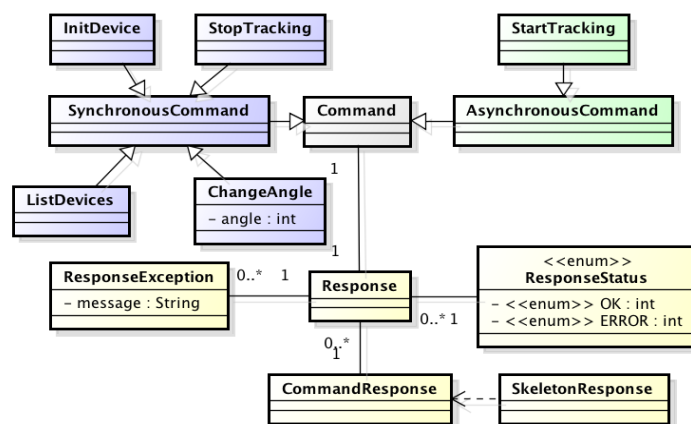 InitDevice
StopTracking
StartTracking
SynchronousCommand
Command
AsynchronousCommand
ListDevices
ChangeAngle
- angle : int
1
1
ResponseException
- message : String
0..*
1
Response
0..*
1
<<enum>>
ResponseStatus
- <<enum>> OK : int
- <<enum>> ERROR : int
0..*
1
CommandResponse
SkeletonResponse